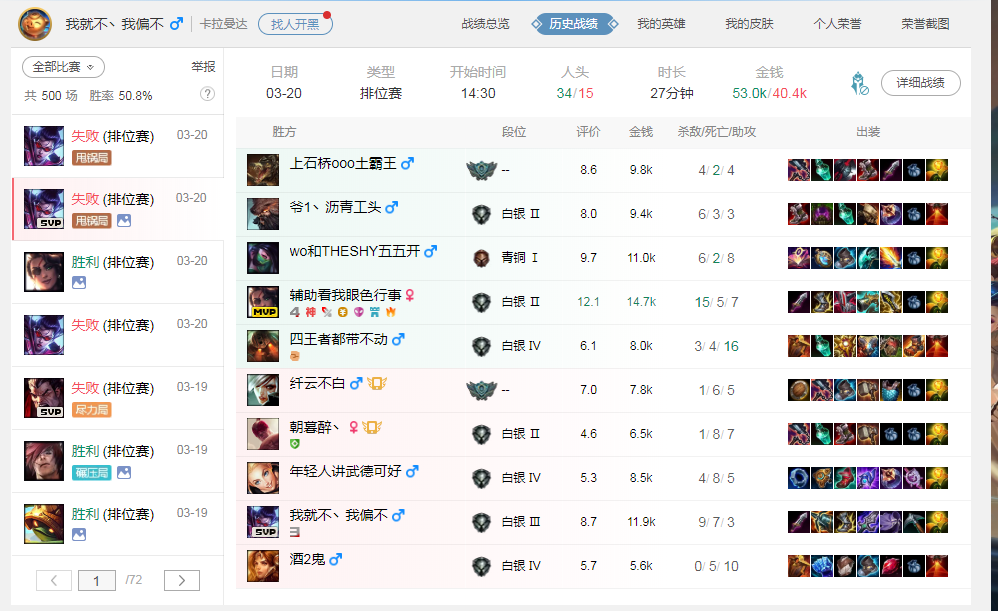 我就不丶我偏不 卡拉曼达 找人开黑 战绩总览 历史战绩 我的英雄 我的皮肤 个人荣誉 荣誉截图
全部比赛 举报
共 500 场 胜率 50.8% ?
失败 (排位赛) 03-20
甩锅局
失败 (排位赛) 03-20
SVP 甩锅局
胜利 (排位赛) 03-20
失败 (排位赛) 03-20
失败 (排位赛) 03-19
SVP 尽力局
胜利 (排位赛) 03-19
碾压局
胜利 (排位赛) 03-19
1 /72
日期 类型 开始时间 人头 时长 金钱
03-20 排位赛 14:30 34/15 27分钟 53.0k/40.4k 详细战绩
胜方 段位 评价 金钱 杀敌/死亡/助攻 出装
上石桥ooo土霸王 -- 8.6 9.8k 4/ 2/ 4
爷1丶沥青工头 白银 II 8.0 9.4k 6/ 3/ 3
wo和THESHY五五开 青铜 I 9.7 11.0k 6/ 2/ 8
辅助看我眼色行事 白银 II 12.1 14.7k 15/ 5/ 7
MVP 4 神
四王者都带不动 白银 IV 6.1 8.0k 3/ 4/ 16
纤云不白 -- 7.0 7.8k 1/ 6/ 5
朝暮醉丶 白银 II 4.6 6.5k 1/ 8/ 7
年轻人讲武德可好 白银 IV 5.3 8.5k 4/ 8/ 5
我就不丶我偏不 白银 III 8.7 11.9k 9/ 7/ 3
SVP
酒2鬼 白银 IV 5.7 5.6k 0/ 5/ 10